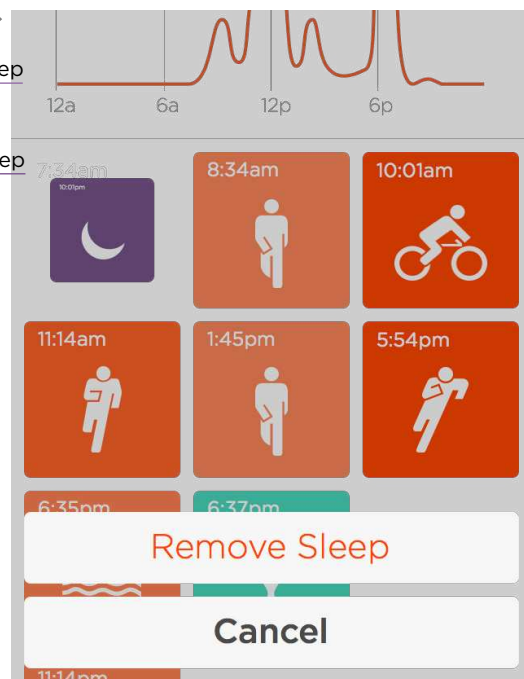 ep
12a 6a 12p 6p
ep
7:34am 8:34am 10:01am
10:01pm
11:14am 1:45pm 5:54pm
6:35pm 6:37pm
Remove Sleep
Cancel
11:14pm